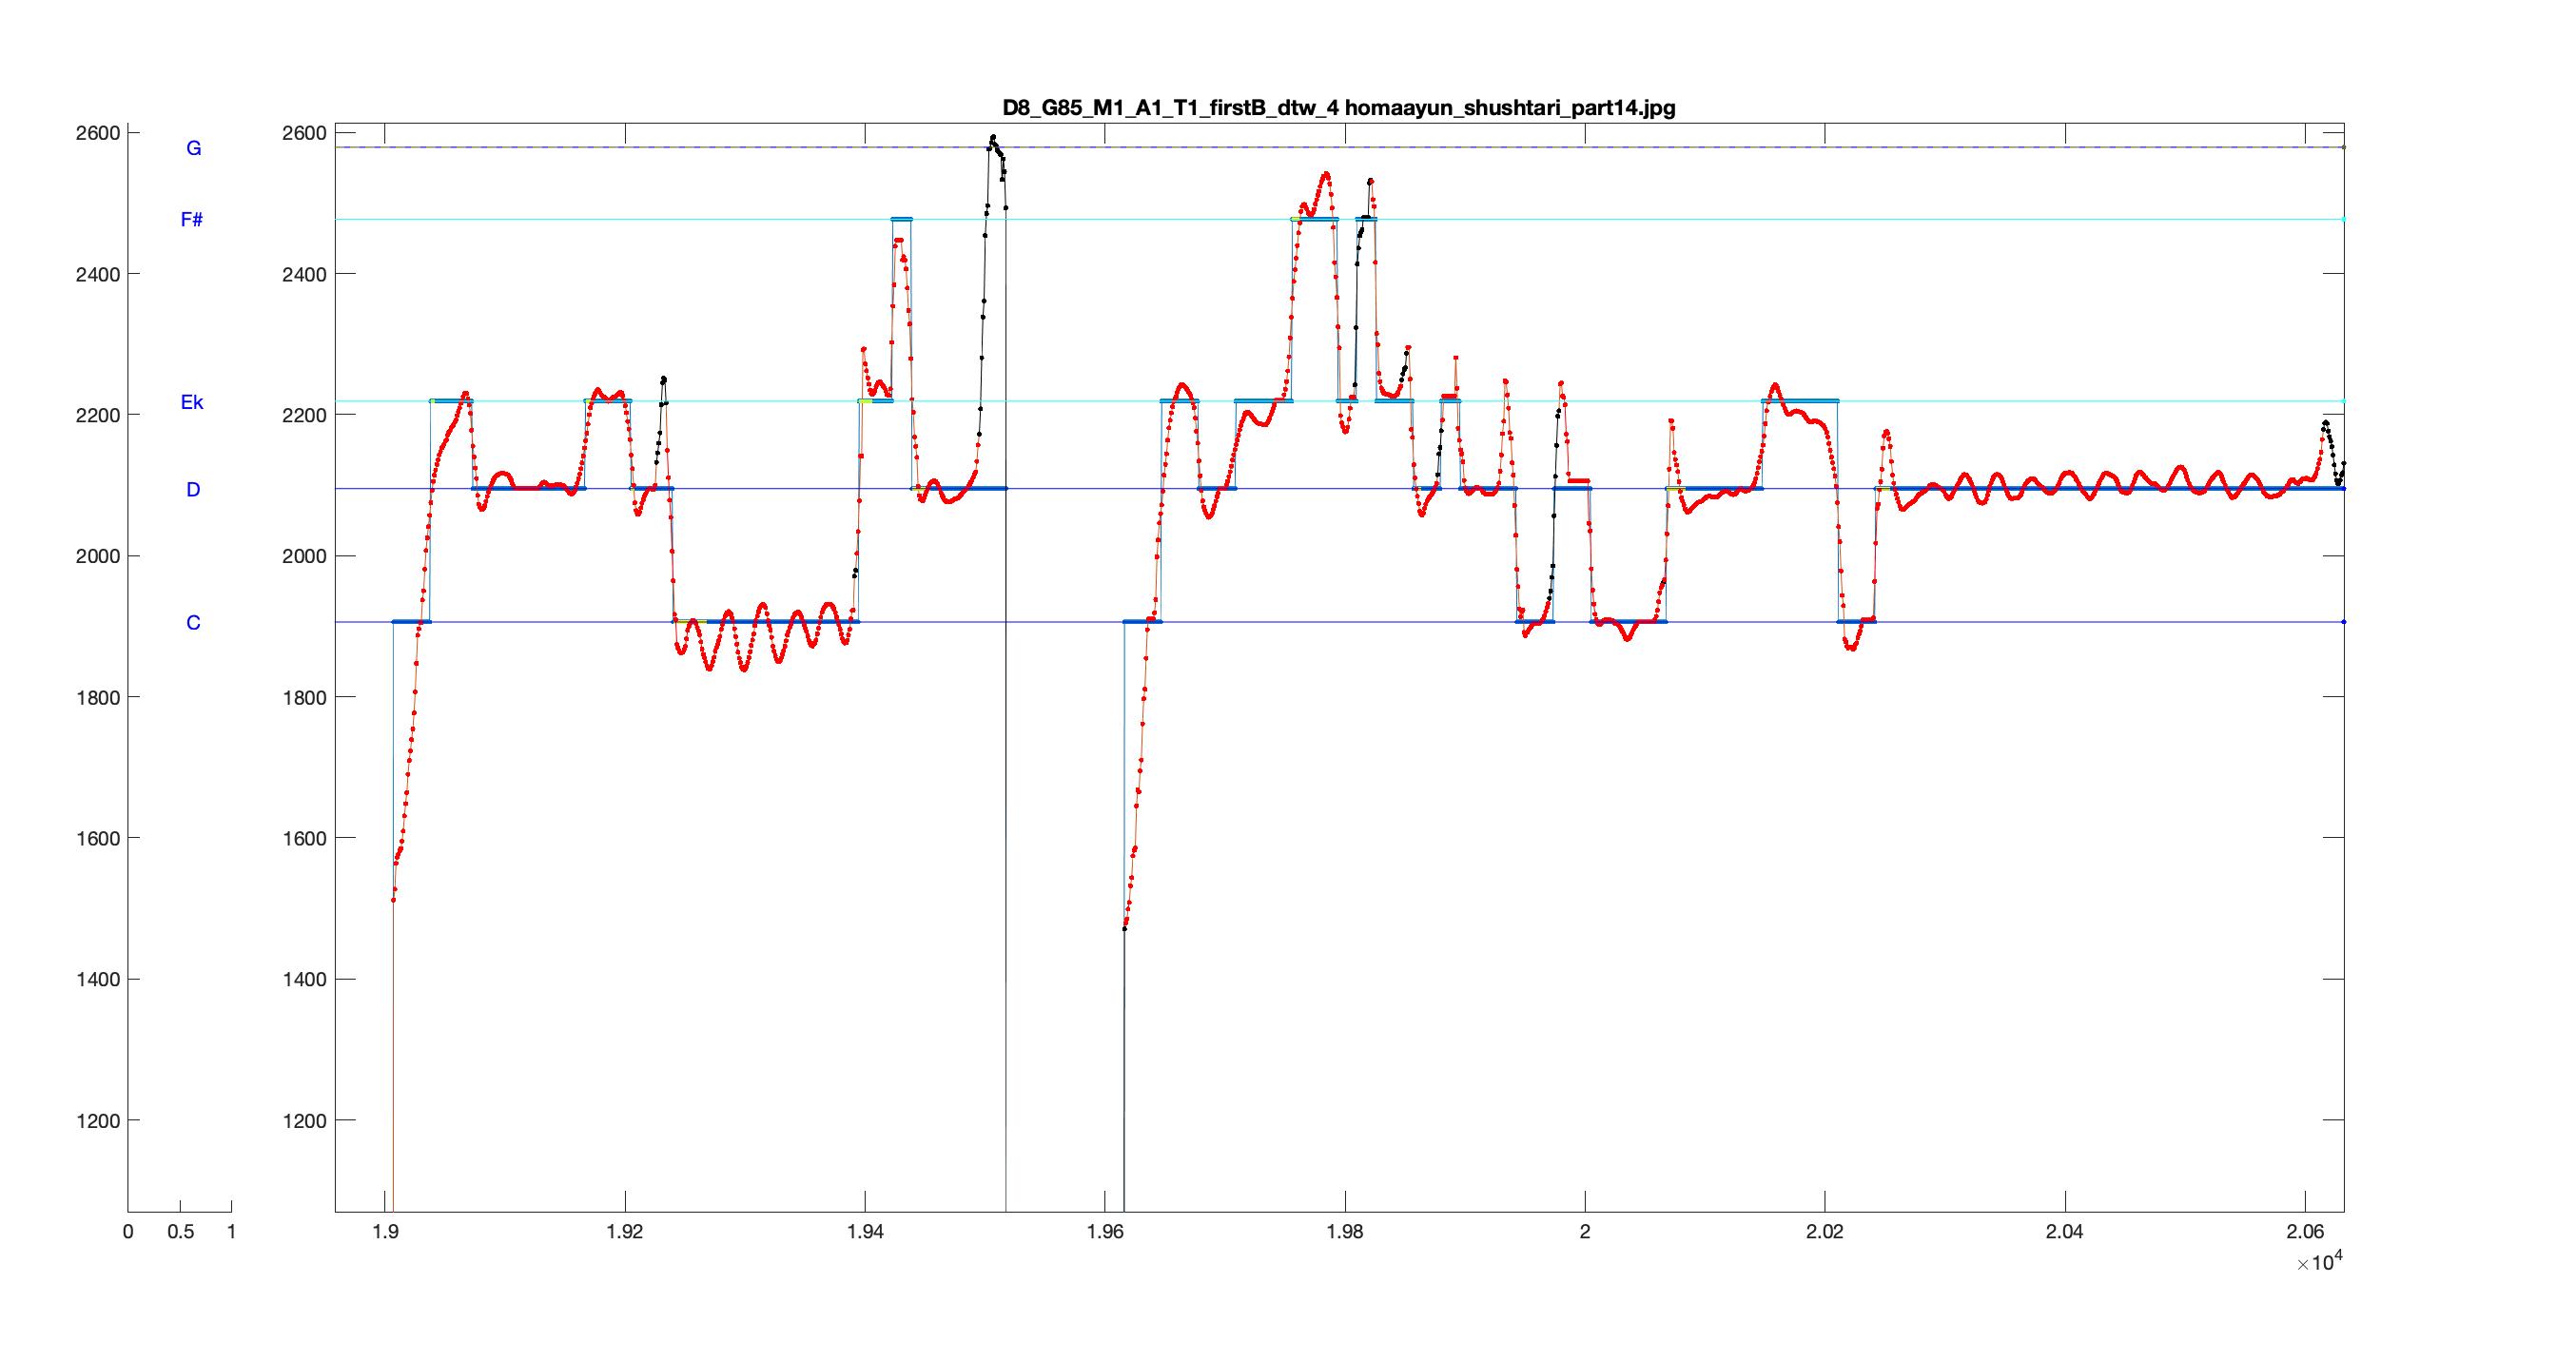 D8_G85_M1_A1_T1_firstB_dtw_4 homaayun_shushtari_part14.jpg
2600 G 2600
F#
2400 2400
Ek
2200 2200
D
2000 2000
C
1800 1800
1600 1600
1400 1400
1200 1200
0 0.5 1 1.9 1.92 1.94 1.96 1.98 2 2.02 2.04 2.06
×10⁴